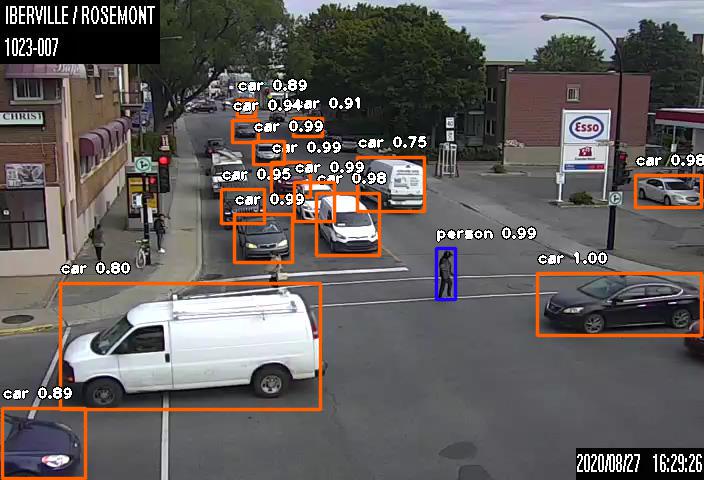 IBERVILLE / ROSEMONT
1023-007
car 0.89
car 0.94
car 0.91
car 0.99
car 0.99
car 0.75
car 0.99
car 0.95
car 0.98
car 0.99
car 0.98
CHRIST
Esso
person 0.99
car 1.00
car 0.80
car 0.89
2020/08/27 16:29:26